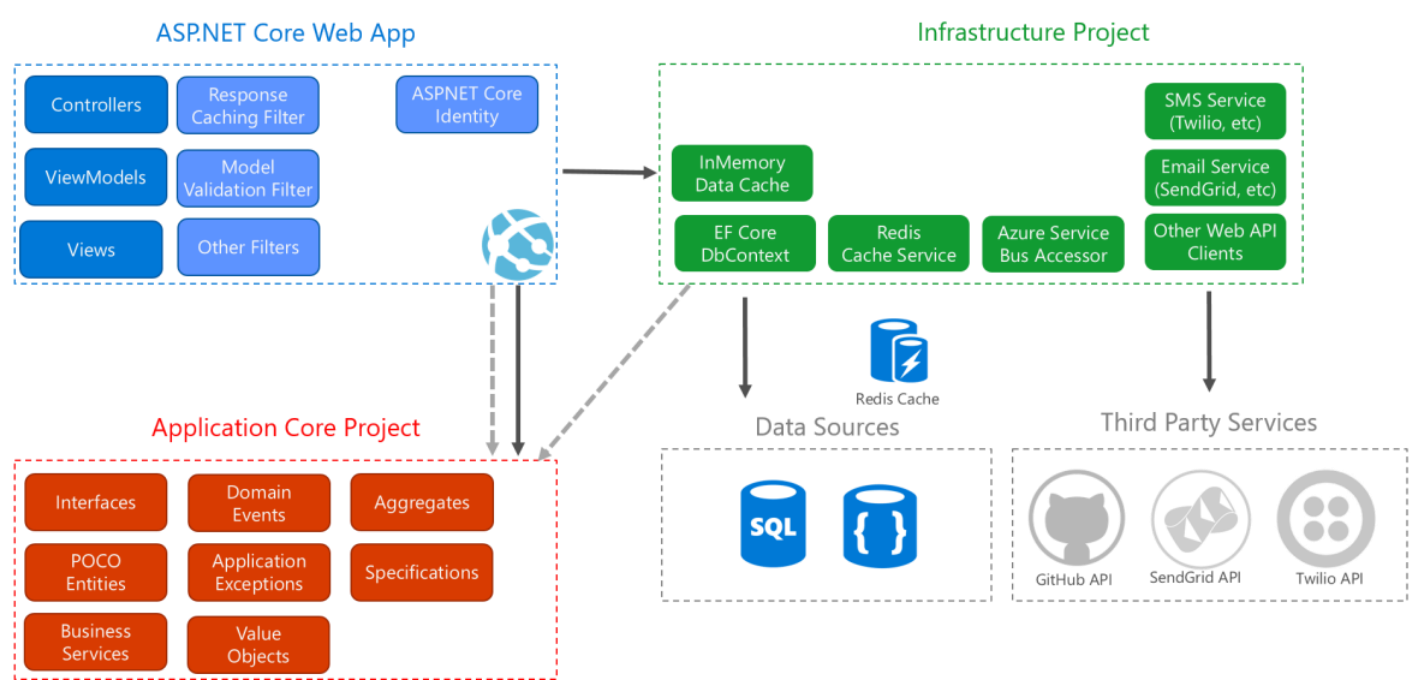 ASP.NET Core Web App
Controllers
Response
Caching Filter
ASPNET Core
Identity
ViewModels
Model
Validation Filter
Views
Other Filters
Infrastructure Project
SMS Service
(Twilio, etc)
InMemory
Data Cache
Email Service
(SendGrid, etc)
EF Core
DbContext
Redis
Cache Service
Azure Service
Bus Accessor
Other Web API
Clients
Redis Cache
Application Core Project
Interfaces
Domain
Events
Aggregates
POCO
Entities
Application
Exceptions
Specifications
Business
Services
Value
Objects
Data Sources
SQL
{ }
Third Party Services
GitHub API
SendGrid API
Twilio API